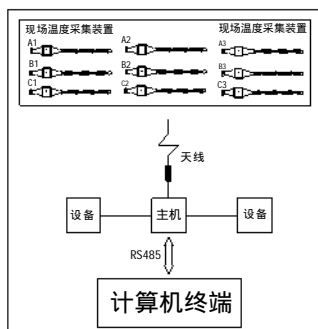 现场温度采集装置 现场温度采集装置
A1 A2 A3
B1 B2 B3
C1 C2 C3
天线
设备 主机 设备
RS485
计算机终端